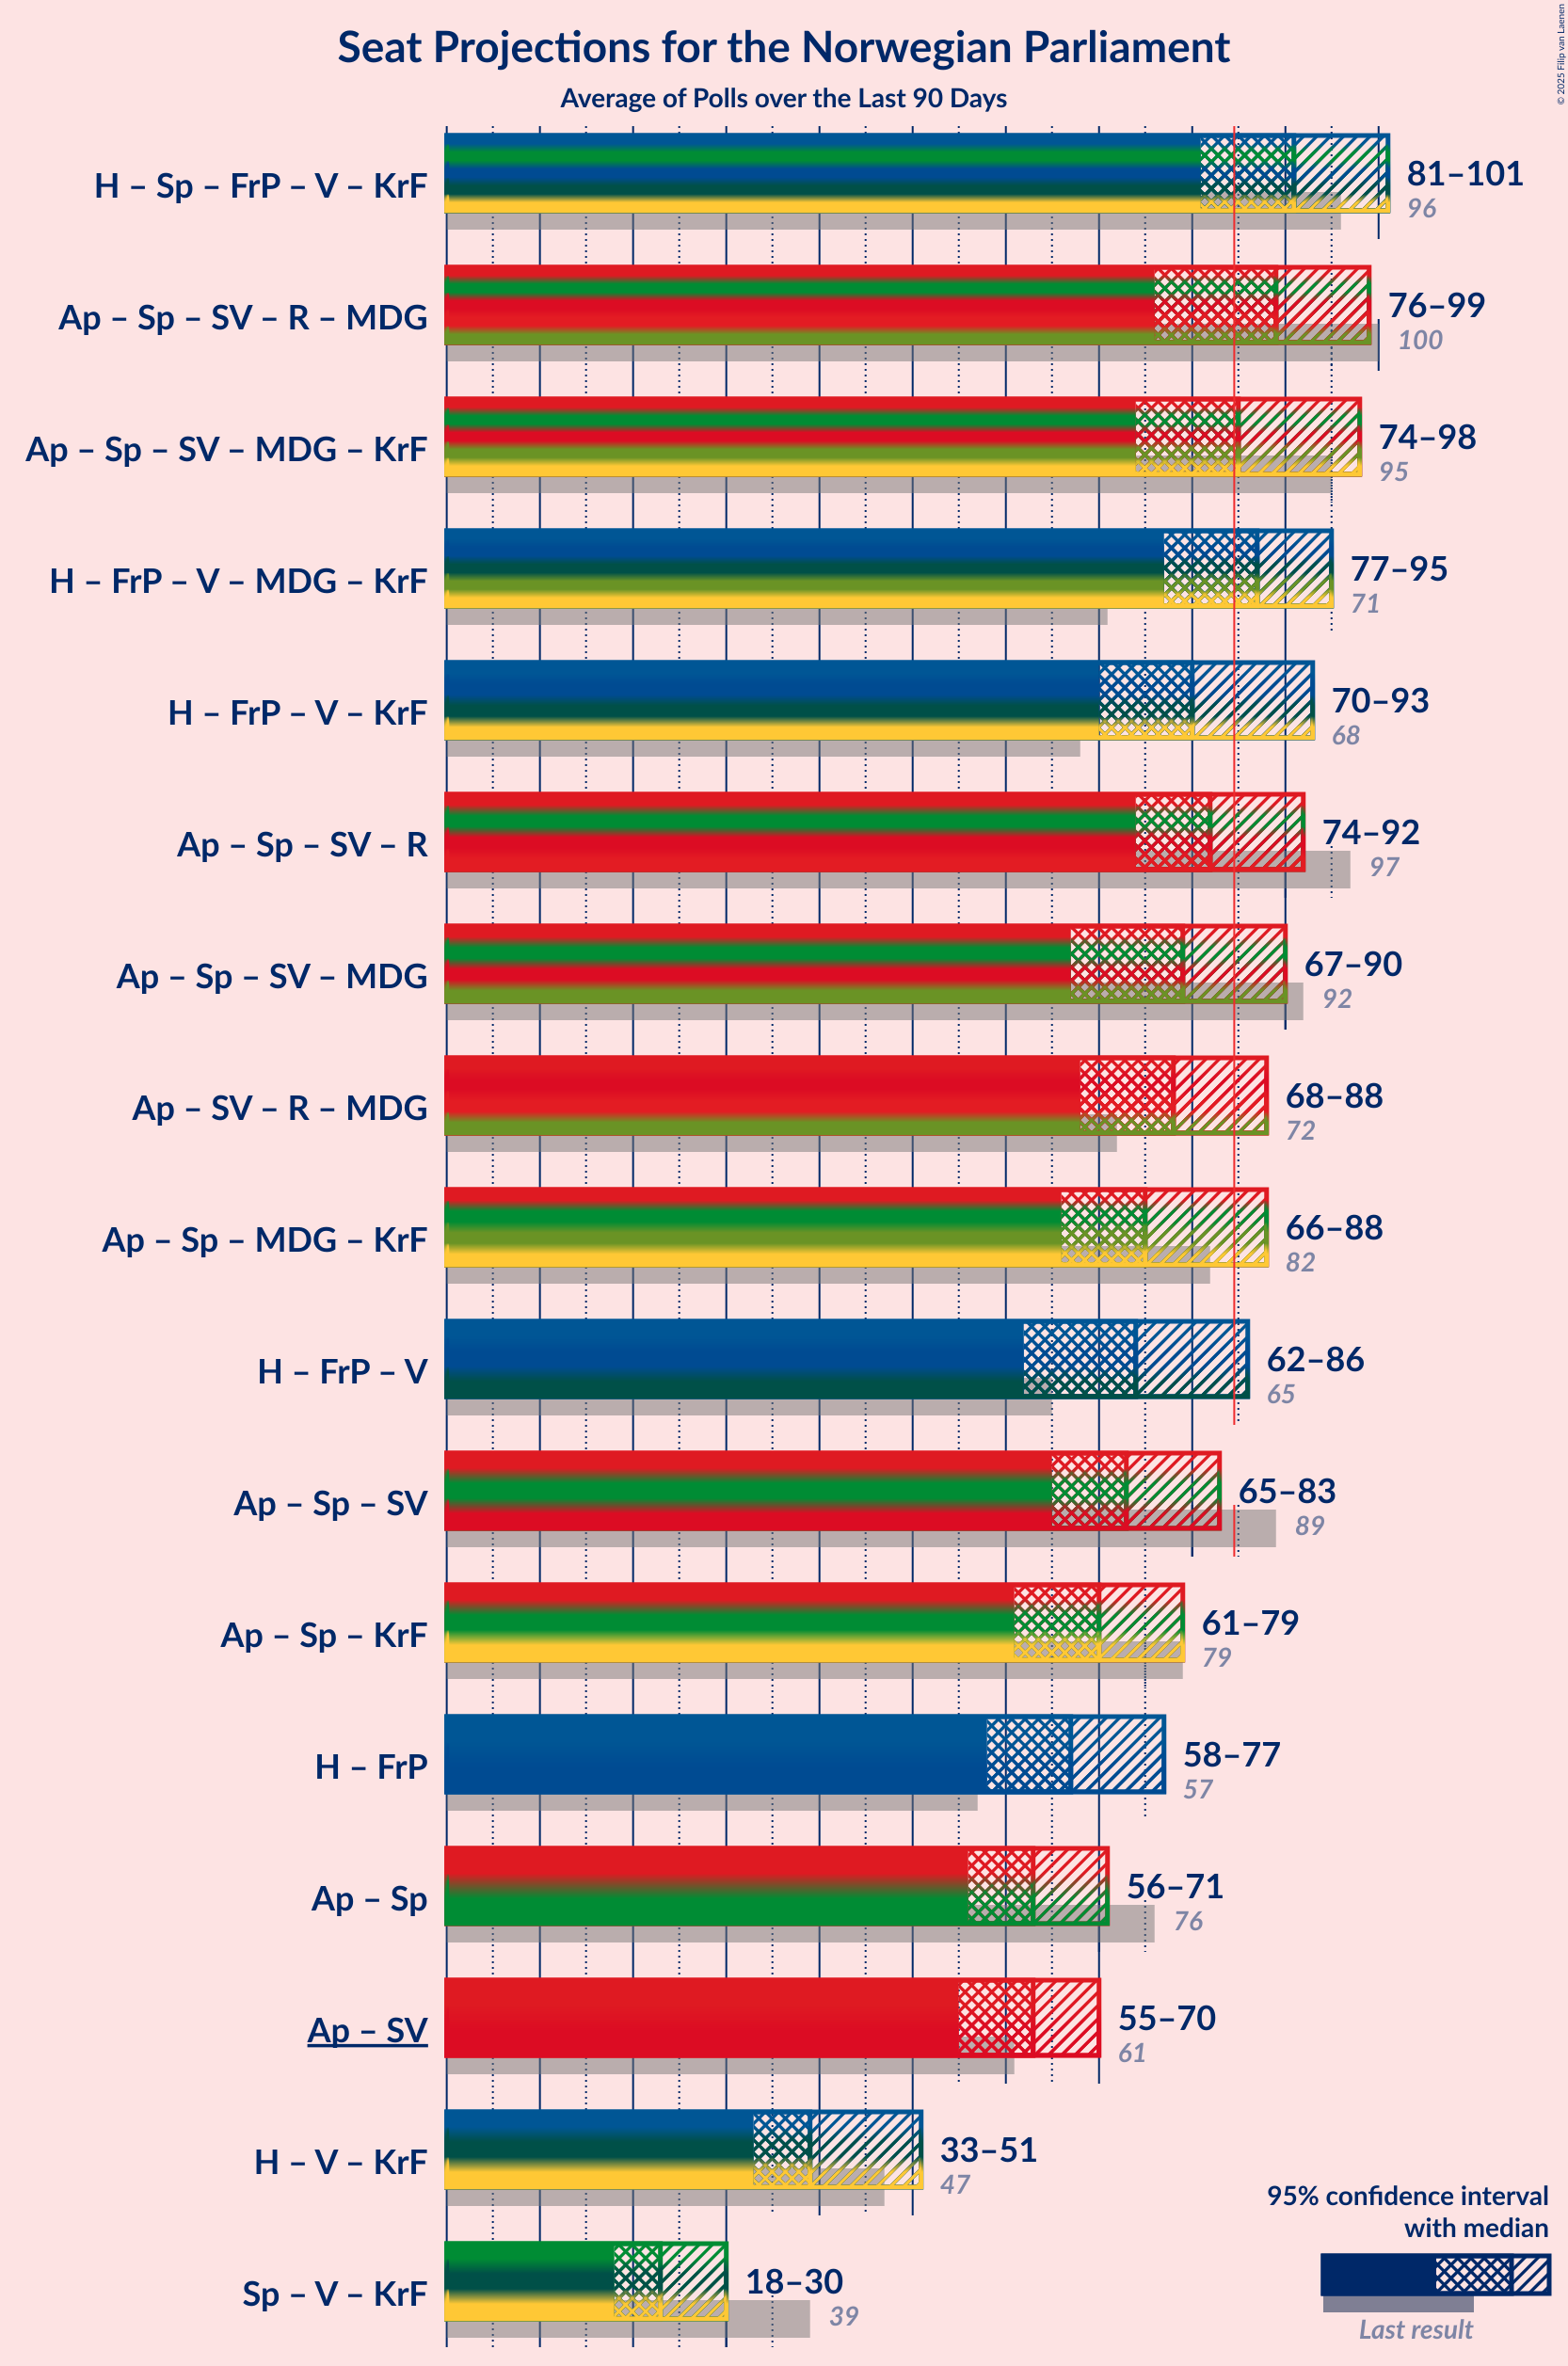 © 2025 Filip van Laenen
Seat Projections for the Norwegian Parliament
Average of Polls over the Last 90 Days
H – Sp – FrP – V – KrF
81–101
96
Ap – Sp – SV – R – MDG
76–99
100
Ap – Sp – SV – MDG – KrF
74–98
95
H – FrP – V – MDG – KrF
77–95
71
H – FrP – V – KrF
70–93
68
Ap – Sp – SV – R
74–92
97
Ap – Sp – SV – MDG
67–90
92
Ap – SV – R – MDG
68–88
72
Ap – Sp – MDG – KrF
66–88
82
H – FrP – V
62–86
65
Ap – Sp – SV
65–83
89
Ap – Sp – KrF
61–79
79
H – FrP
58–77
57
Ap – Sp
56–71
76
Ap – SV
55–70
61
H – V – KrF
33–51
47
Sp – V – KrF
18–30
39
95% confidence interval
with median
Last result